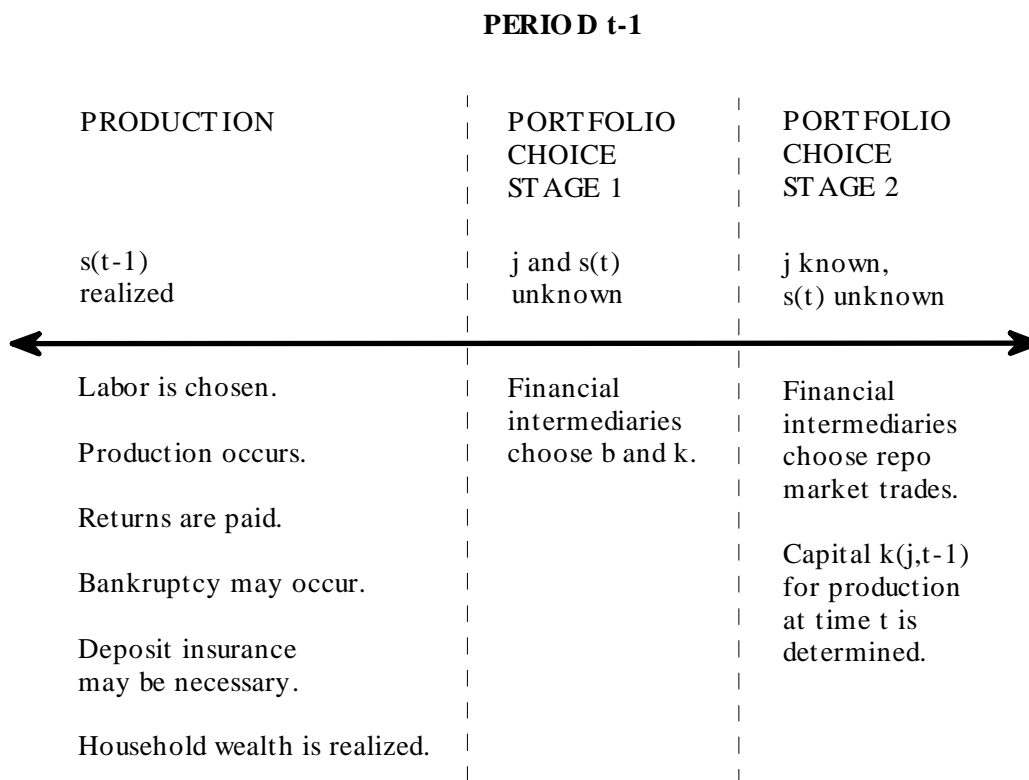 PERIOD t-1
PRODUCTION
s(t-1)
realized
Labor is chosen.
Production occurs.
Returns are paid.
Bankruptcy may occur.
Deposit insurance
may be necessary.
Household wealth is realized.
PORTFOLIO
CHOICE
STAGE 1
j and s(t)
unknown
Financial
intermediaries
choose b and k.
PORTFOLIO
CHOICE
STAGE 2
j known,
s(t) unknown
Financial
intermediaries
choose repo
market trades.
Capital k(j,t-1)
for production
at time t is
determined.